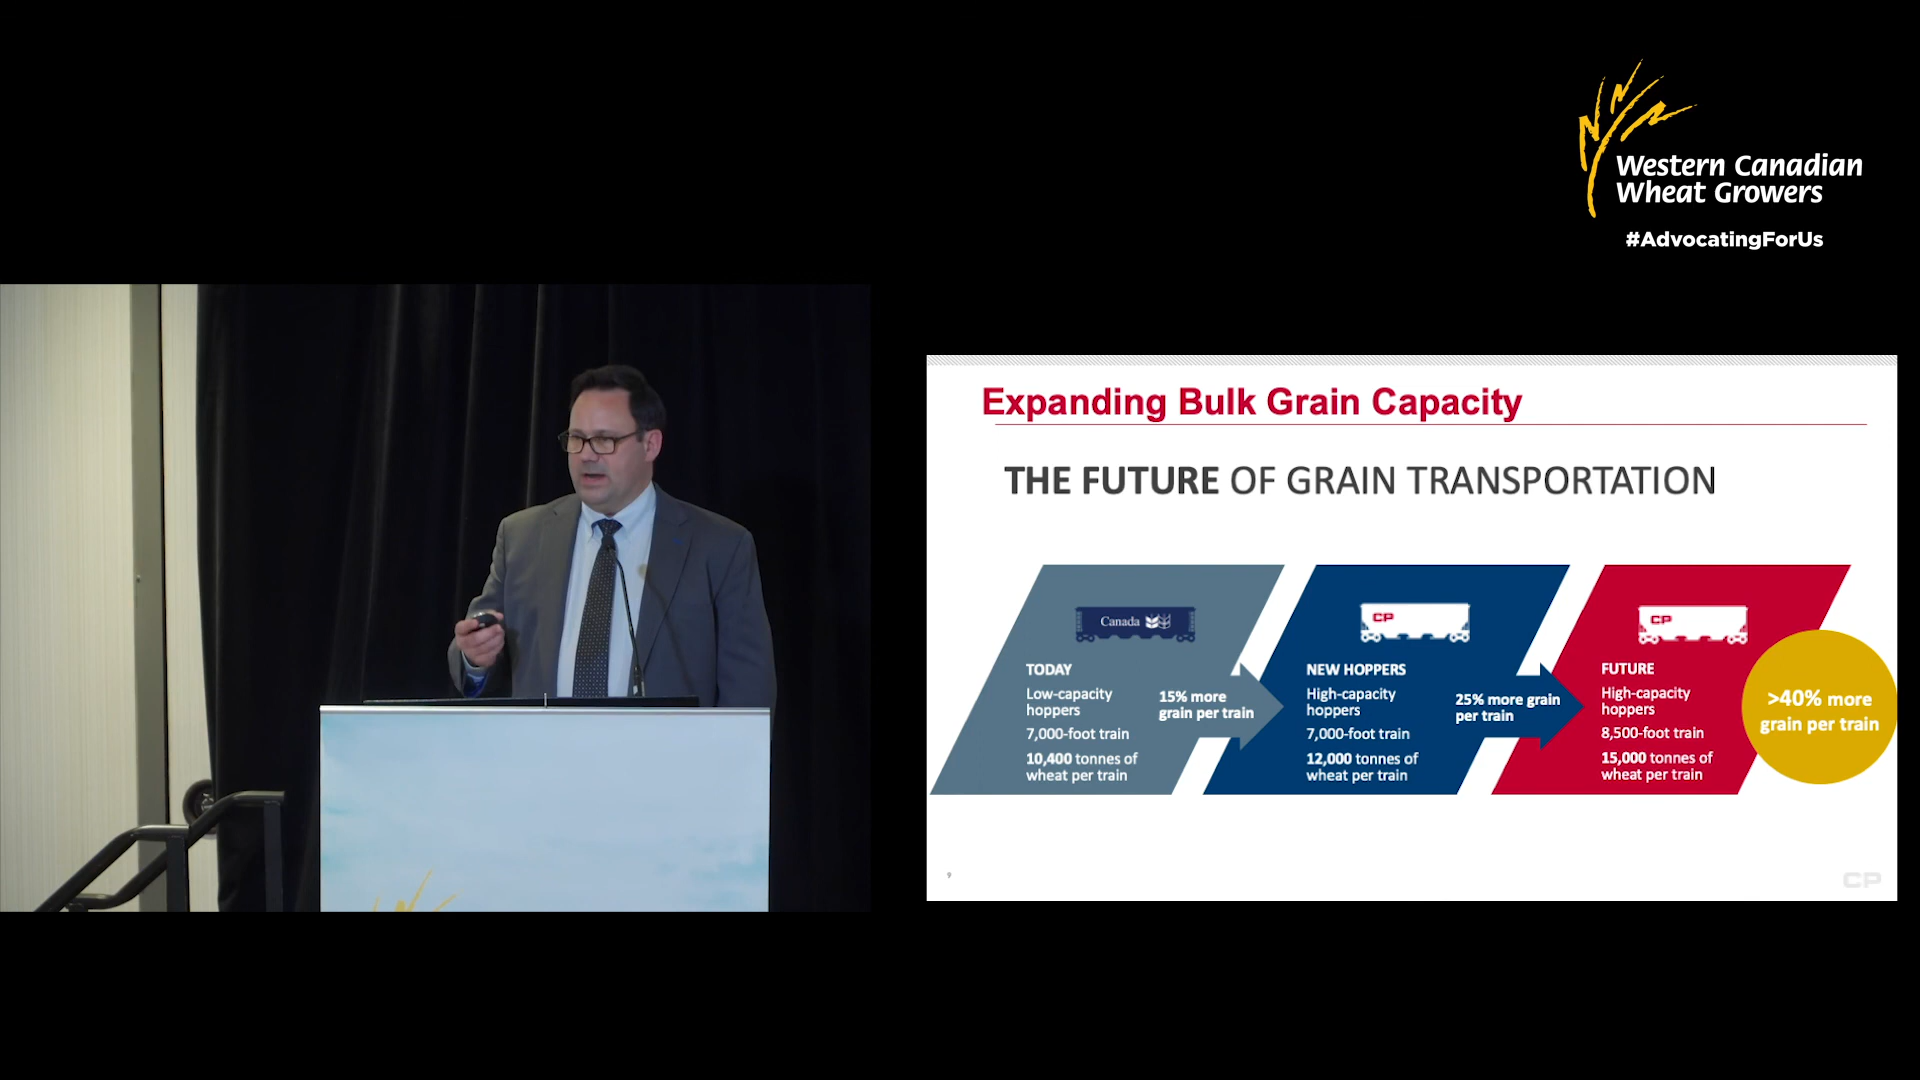 Western Canadian
Wheat Growers
#AdvocatingForUs
Expanding Bulk Grain Capacity
THE FUTURE OF GRAIN TRANSPORTATION
Canada
TODAY
Low-capacity
hoppers
7,000-foot train
10,400 tonnes of
wheat per train
15% more
grain per train
CP
NEW HOPPERS
High-capacity
hoppers
7,000-foot train
12,000 tonnes of
wheat per train
25% more grain
per train
CP
FUTURE
High-capacity
hoppers
8,500-foot train
15,000 tonnes of
wheat per train
>40% more
grain per train
9
CP